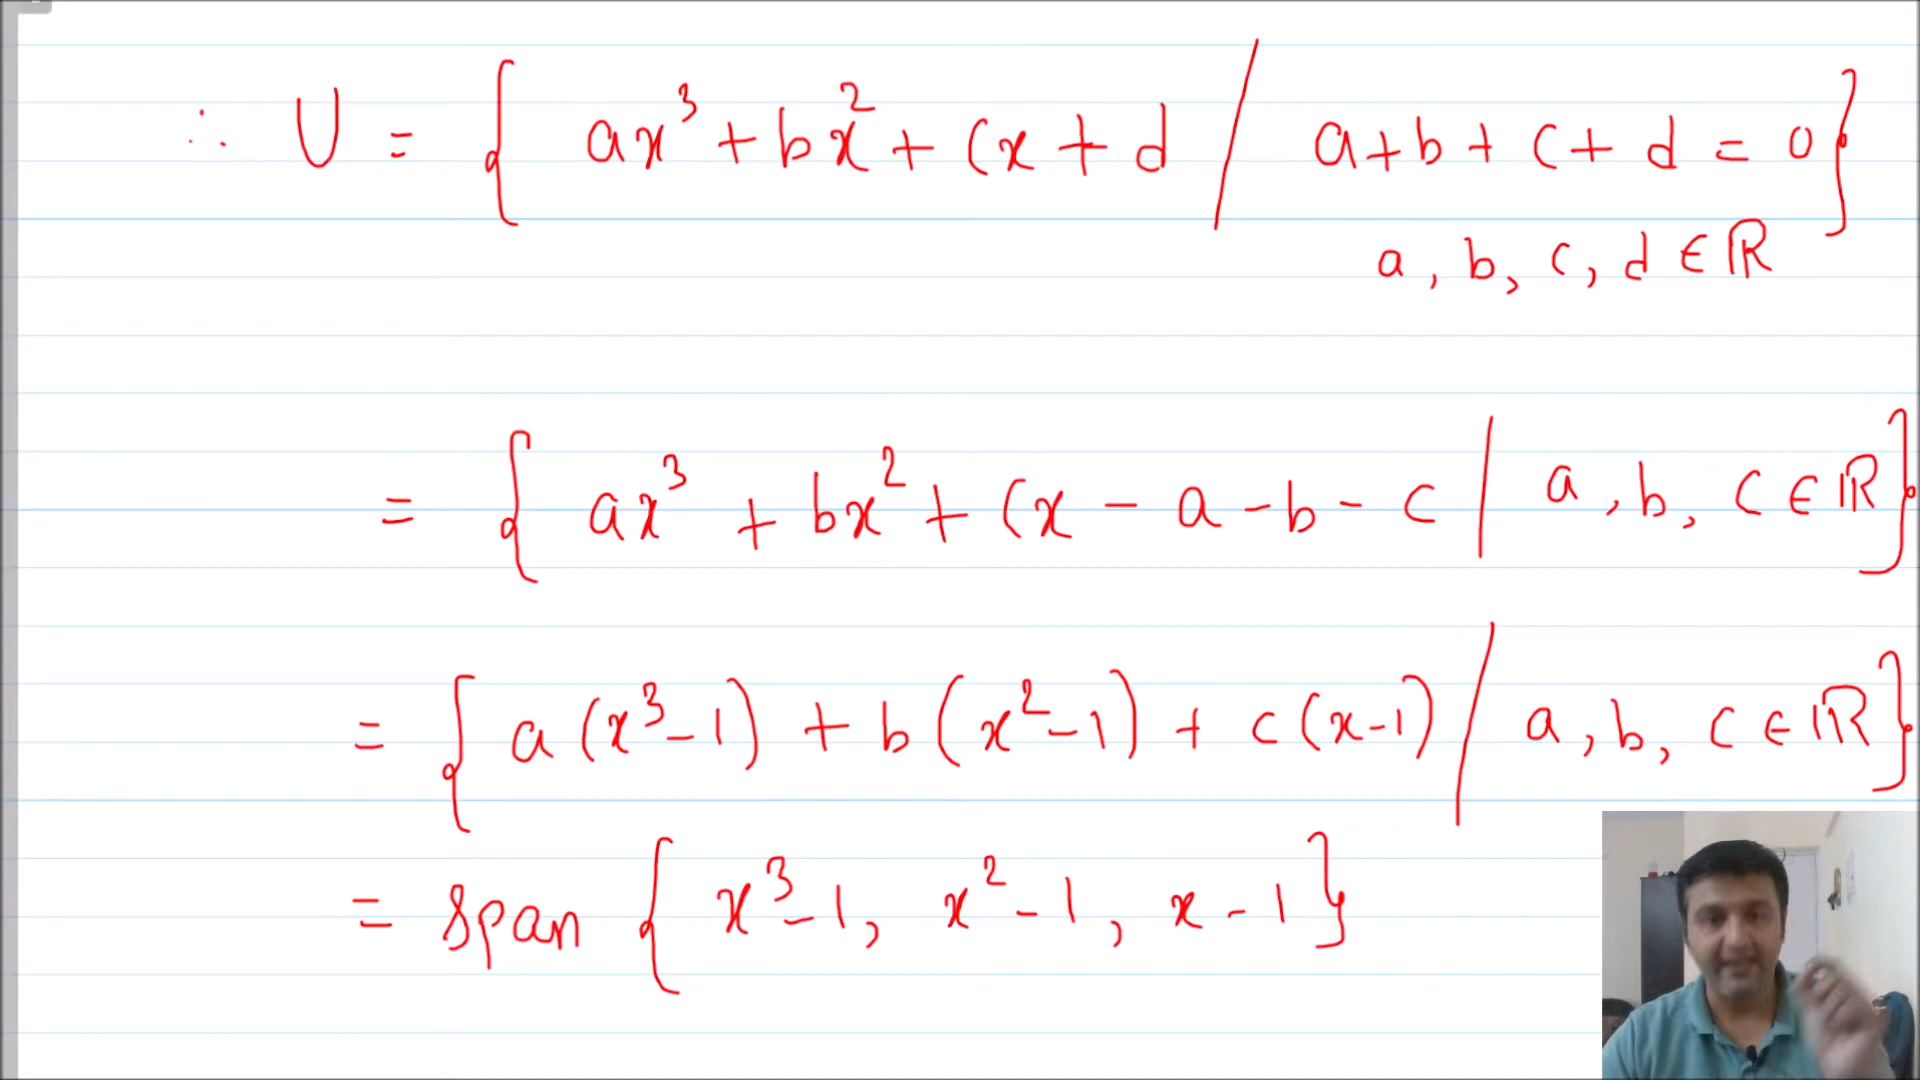 ∴ U = { ax³ + bx² + cx + d / a + b + c + d = 0 }
a, b, c, d ∈ ℝ
= { ax³ + bx² + cx - a - b - c | a, b, c ∈ ℝ }
= { a(x³-1) + b(x²-1) + c(x-1) / a, b, c ∈ ℝ }
= span { x³-1, x²-1, x-1 }